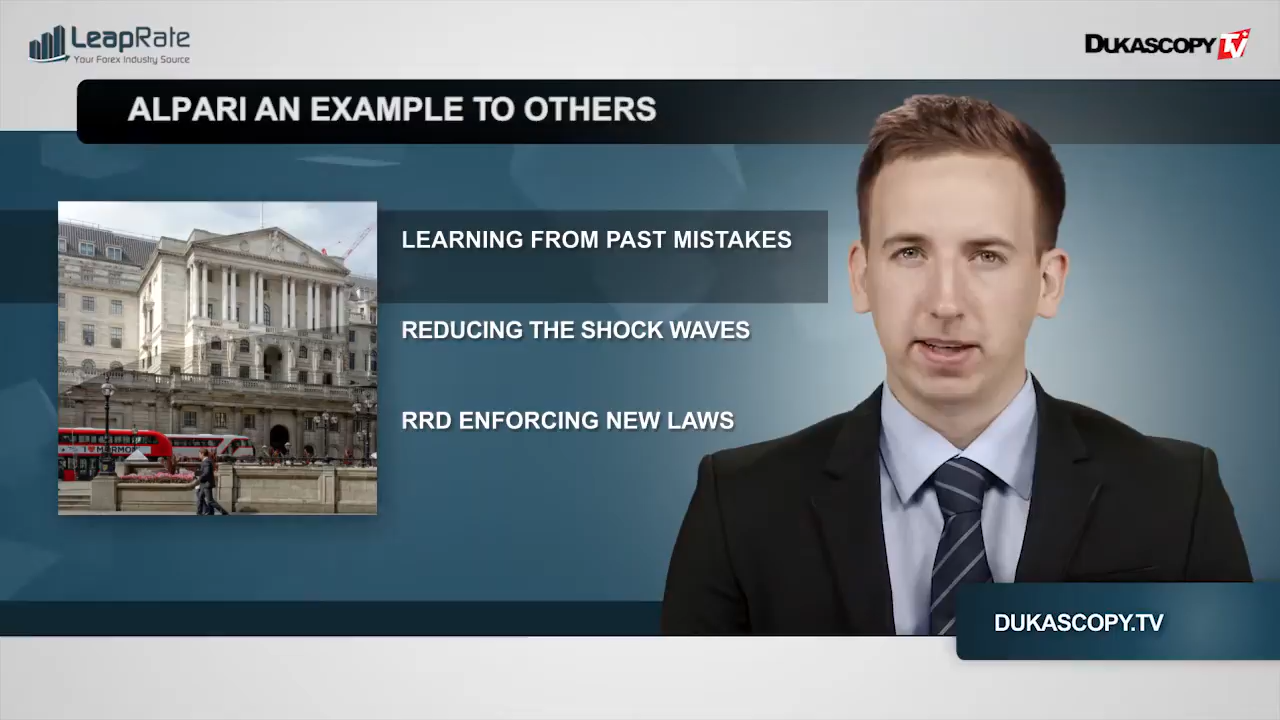 LeapRate
Your Forex Industry Source
DUKASCOPY TV
ALPARI AN EXAMPLE TO OTHERS
LEARNING FROM PAST MISTAKES
REDUCING THE SHOCK WAVES
RRD ENFORCING NEW LAWS
I ♥ MORMON
DUKASCOPY.TV